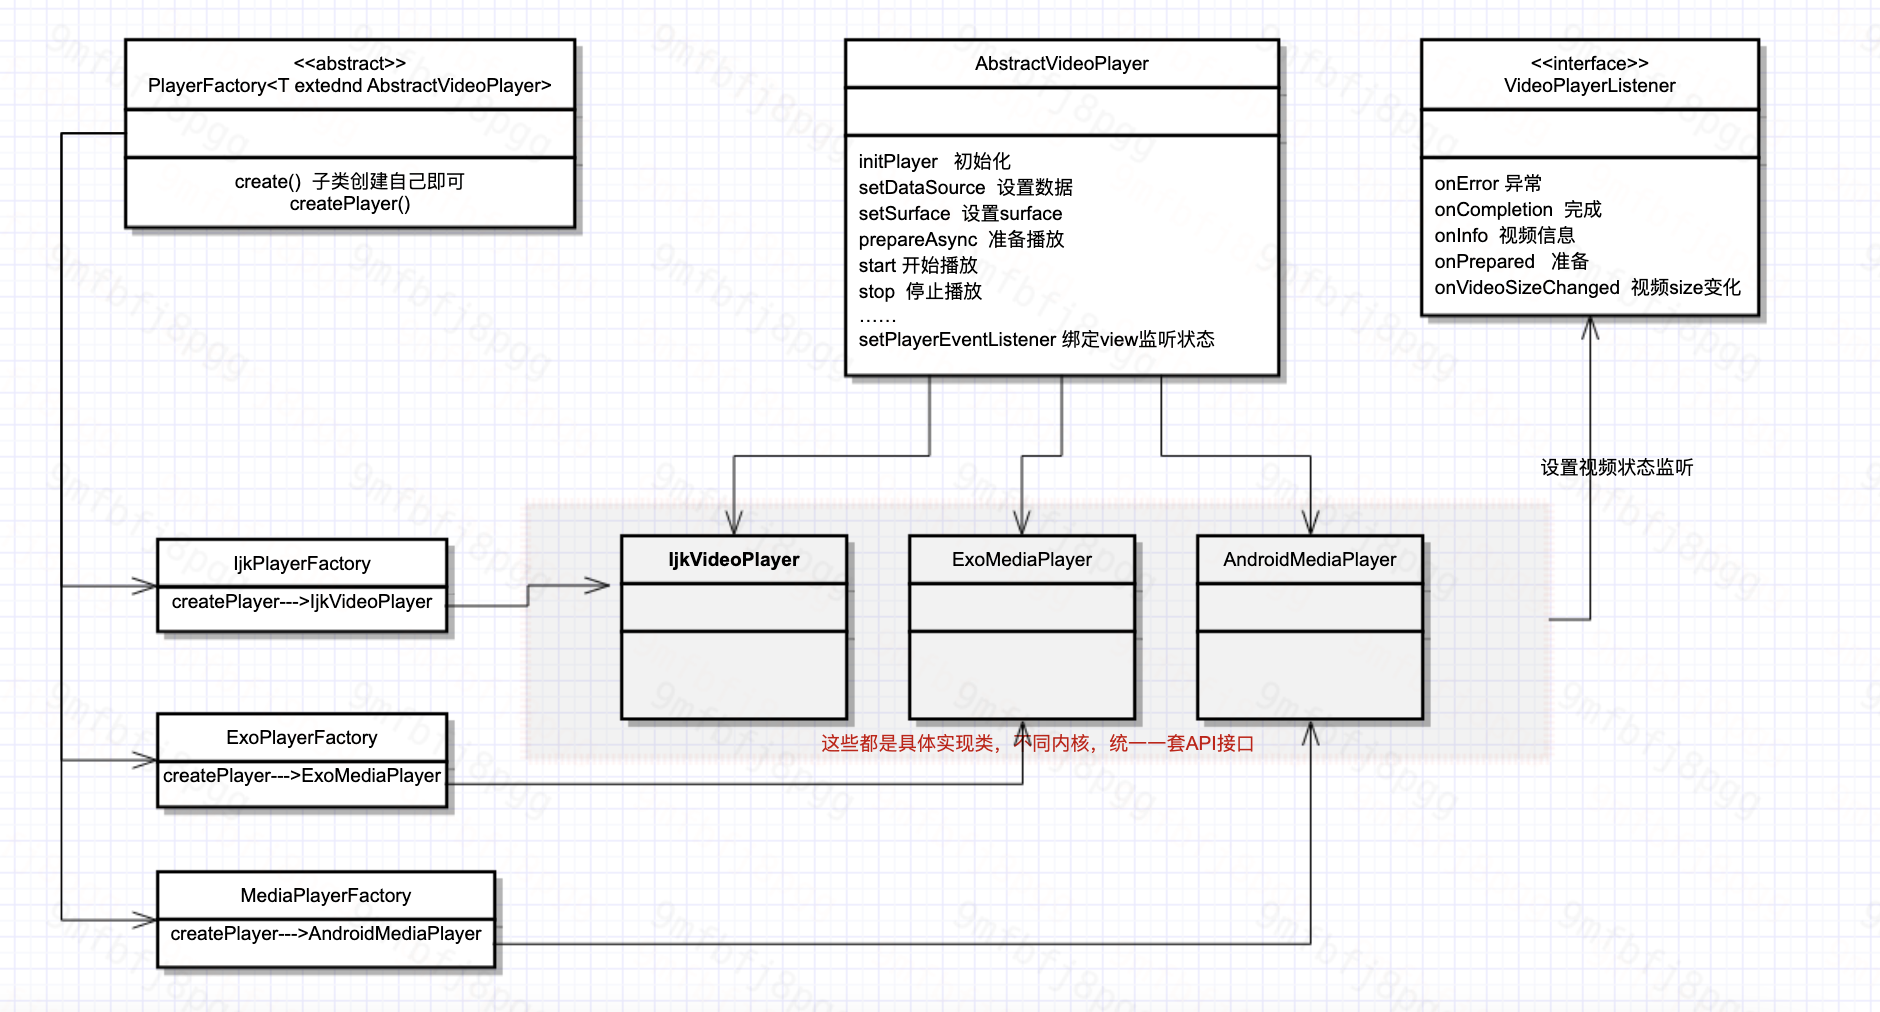 <<abstract>>
PlayerFactory<T extednd AbstractVideoPlayer>
create()  子类创建自己即可
createPlayer()
AbstractVideoPlayer
initPlayer   初始化
setDataSource  设置数据
setSurface  设置surface
prepareAsync  准备播放
start 开始播放
stop  停止播放
……
setPlayerEventListener 绑定view监听状态
<<interface>>
VideoPlayerListener
onError 异常
onCompletion  完成
onInfo  视频信息
onPrepared   准备
onVideoSizeChanged  视频size变化
设置视频状态监听
IjkPlayerFactory
createPlayer--->IjkVideoPlayer
IjkVideoPlayer
ExoMediaPlayer
AndroidMediaPlayer
这些都是具体实现类，不同内核，统一一套API接口
ExoPlayerFactory
createPlayer--->ExoMediaPlayer
MediaPlayerFactory
createPlayer--->AndroidMediaPlayer
9mfbfj8pgg